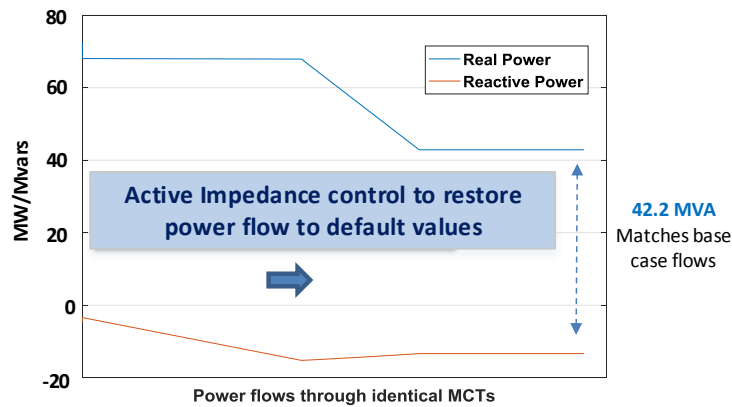 80
60
40
20
0
-20
MW/Mvars
Real Power
Reactive Power
Active Impedance control to restore
power flow to default values
42.2 MVA
Matches base
case flows
Power flows through identical MCTs